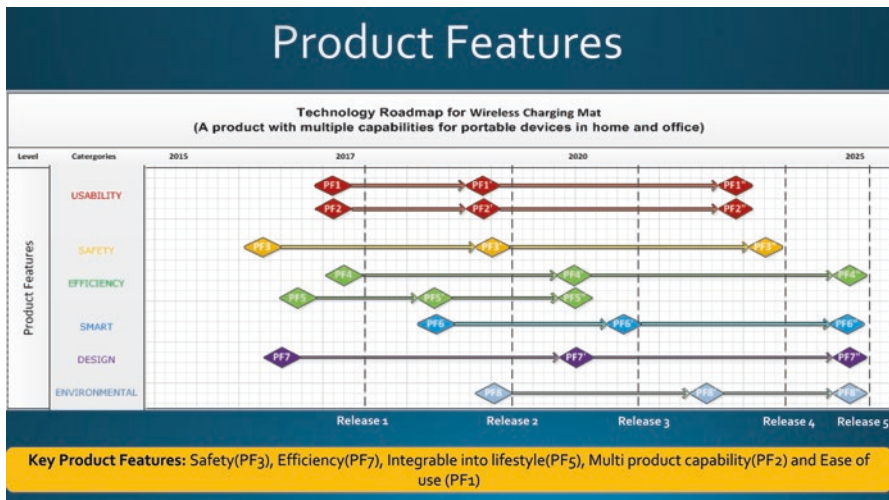 Product Features
Technology Roadmap for Wireless Charging Mat
(A product with multiple capabilities for portable devices in home and office)
Level Catergories 2015 2017 2020 2025
Product Features
USABILITY
PF1 PF1' PF1"
PF2 PF2' PF2"
SAFETY PF3 PF3' PF3"
EFFICIENCY
PF4 PF4' PF4"
PF5 PF5' PF5"
SMART PF6 PF6' PF6"
DESIGN PF7 PF7' PF7"
ENVIRONMENTAL PF8 PF8' PF8"
Release 1 Release 2 Release 3 Release 4 Release 5
Key Product Features: Safety(PF3), Efficiency(PF7), Integrable into lifestyle(PF5), Multi product capability(PF2) and Ease of
use (PF1)